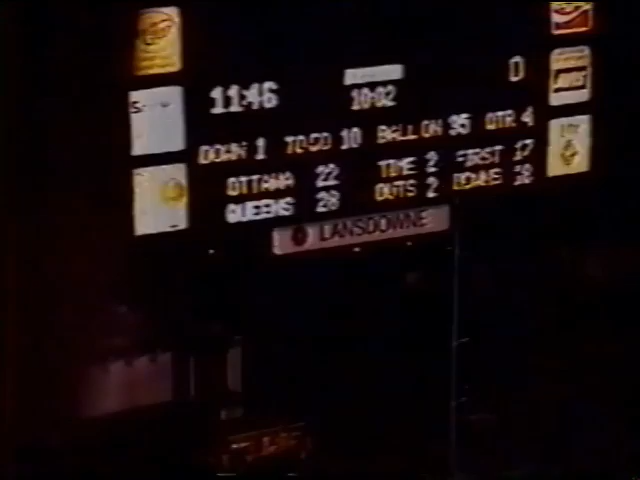 11:46 10:02 0
DOWN 1 TO GO 10 BALL ON 35 QTR 4
OTTAWA 22 TIME 2 FIRST 17
QUEENS 28 OUTS 2 DOWNS
LANSDOWNE